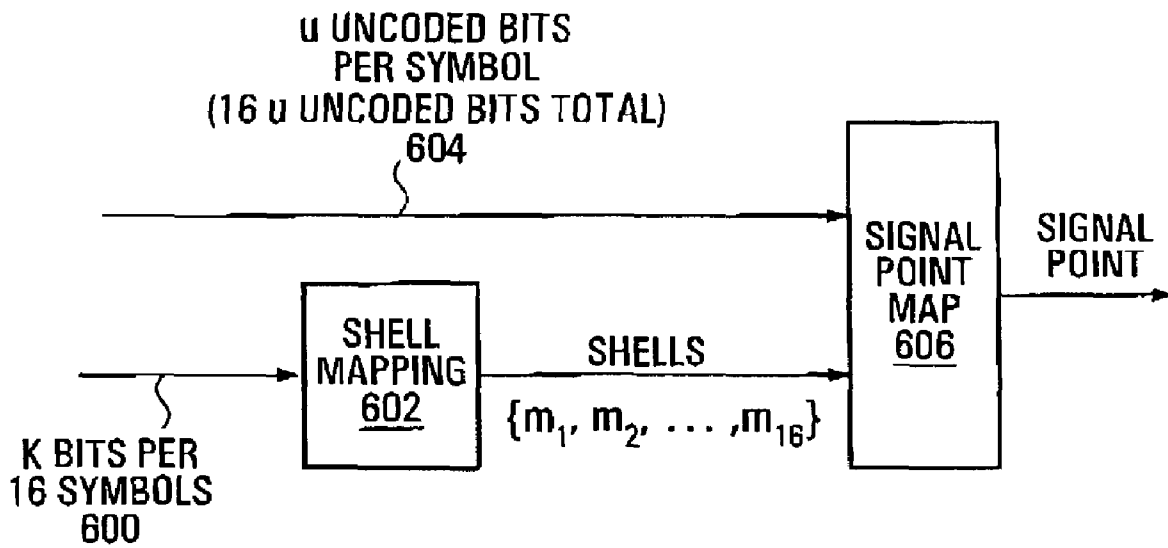 u UNCODED BITS
PER SYMBOL
(16 u UNCODED BITS TOTAL)
604
SIGNAL
POINT
MAP
606
SIGNAL
POINT
SHELL
MAPPING
602
SHELLS
{m1, m2, . . . ,m16}
K BITS PER
16 SYMBOLS
600